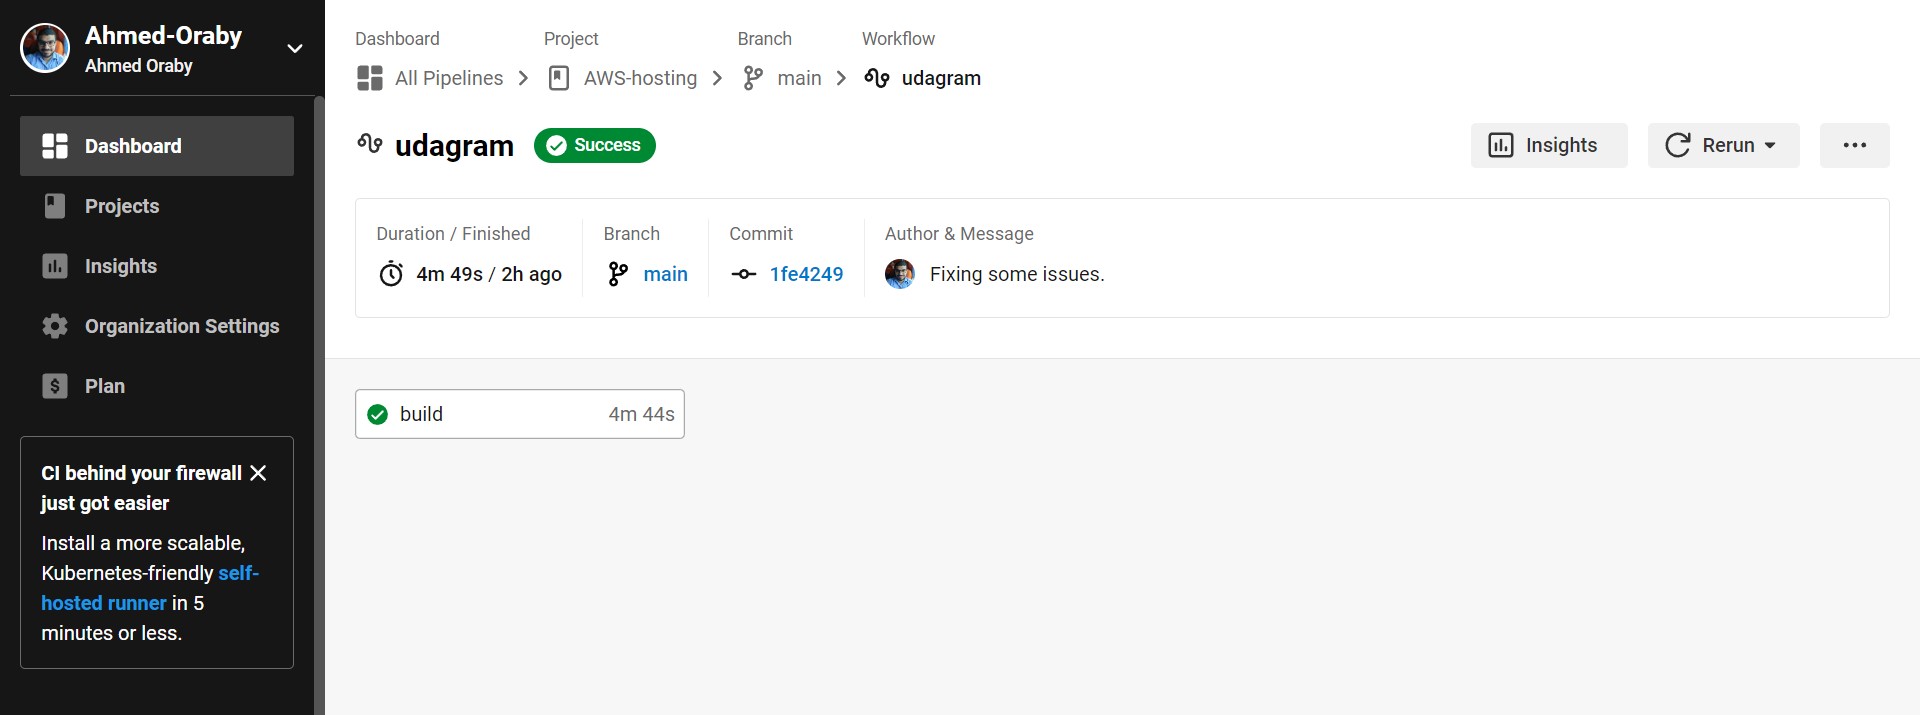 Ahmed-Oraby
Ahmed Oraby
Dashboard
Projects
Insights
Organization Settings
Plan
CI behind your firewall
just got easier
Install a more scalable,
Kubernetes-friendly self-
hosted runner in 5
minutes or less.
Dashboard Project Branch Workflow
All Pipelines AWS-hosting main udagram
udagram Success Insights Rerun
Duration / Finished Branch Commit Author & Message
4m 49s / 2h ago main 1fe4249 Fixing some issues.
build 4m 44s